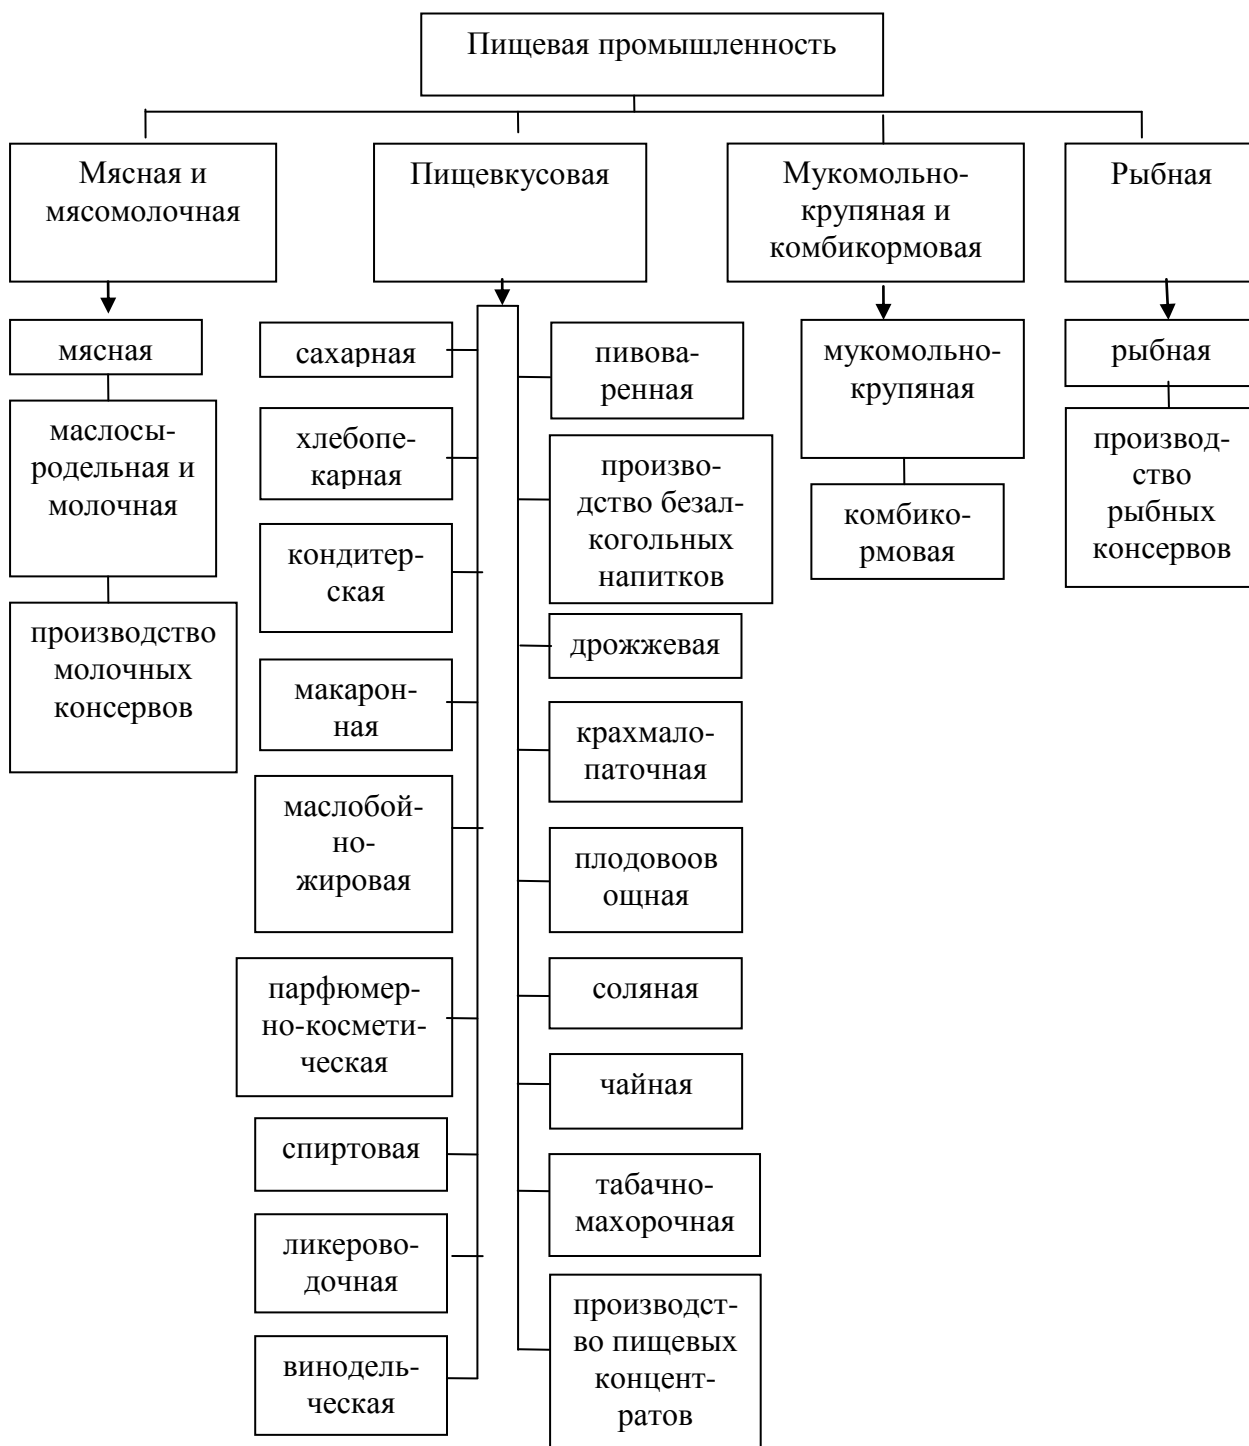 Пищевая промышленность
Мясная и
мясомолочная
Пищевкусовая
Мукомольно-
крупяная и
комбикормовая
Рыбная
мясная
маслосы-
родельная и
молочная
производство
молочных
консервов
сахарная
хлебопе-
карная
кондитер-
ская
макарон-
ная
маслобой-
но-
жировая
парфюмер-
но-космети-
ческая
спиртовая
ликерово-
дочная
винодель-
ческая
пивова-
ренная
произво-
дство безал-
когольных
напитков
дрожжевая
крахмало-
паточная
плодовоов
ощная
соляная
чайная
табачно-
махорочная
производст-
во пищевых
концент-
ратов
мукомольно-
крупяная
комбико-
рмовая
рыбная
производ-
ство
рыбных
консервов